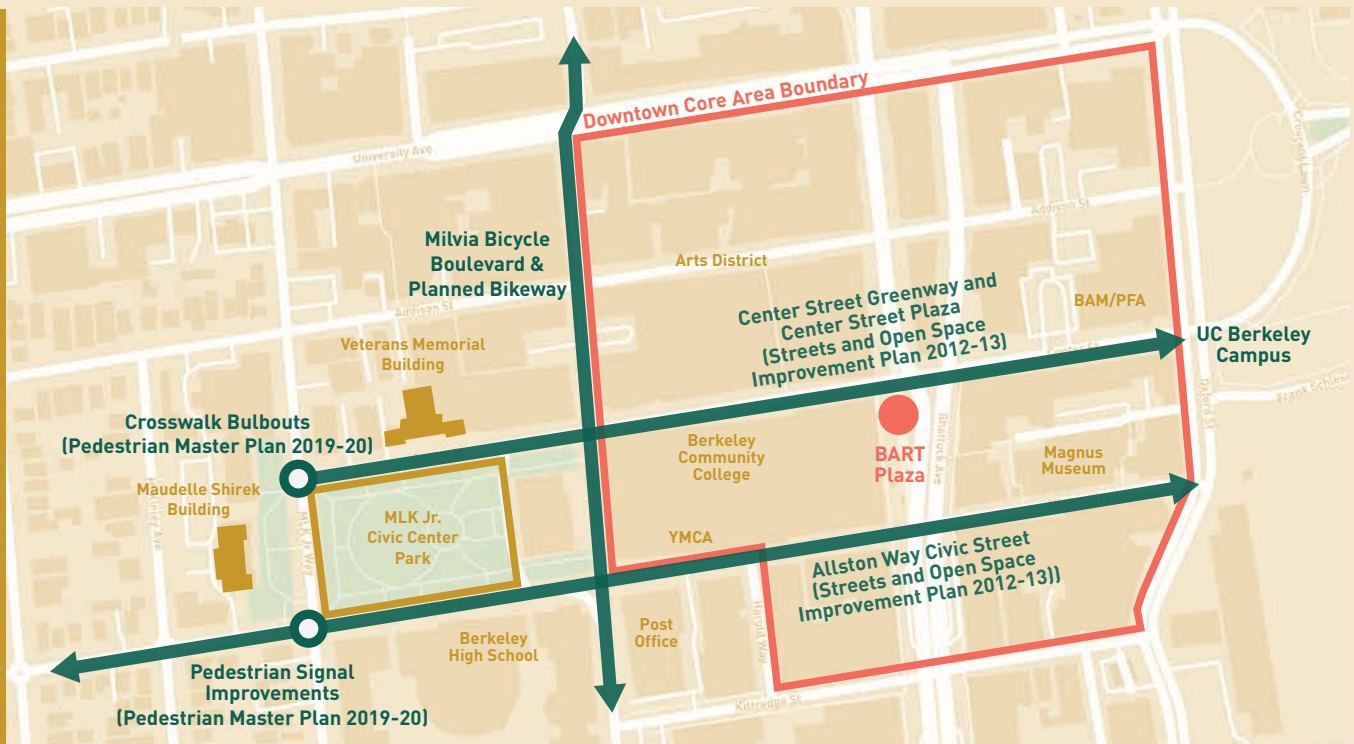 Downtown Core Area Boundary
University Ave
Crescent Lawn
Addison St
Milvia Bicycle
Boulevard &
Planned Bikeway
Arts District
Addison St
Center Street Greenway and
Center Street Plaza
(Streets and Open Space
Improvement Plan 2012-13)
BAM/PFA
Center St
UC Berkeley
Campus
Veterans Memorial
Building
Crosswalk Bulbouts
(Pedestrian Master Plan 2019-20)
Maudelle Shirek
Building
MLK Jr Way
MLK Jr.
Civic Center
Park
Berkeley
Community
College
BART
Plaza
Shattuck Ave
Magnus
Museum
Oxford St
YMCA
Allston Way Civic Street
(Streets and Open Space
Improvement Plan 2012-13))
Harold Way
Post
Office
Berkeley
High School
Pedestrian Signal
Improvements
(Pedestrian Master Plan 2019-20)
Kittredge St